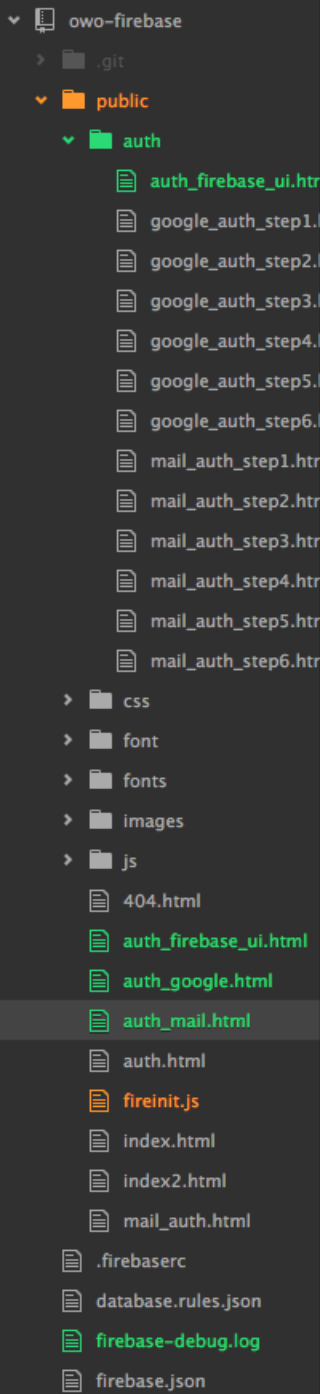 owo-firebase
.git
public
auth
auth_firebase_ui.htr
google_auth_step1.
google_auth_step2.
google_auth_step3.
google_auth_step4.
google_auth_step5.
google_auth_step6.
mail_auth_step1.htr
mail_auth_step2.htr
mail_auth_step3.htr
mail_auth_step4.htr
mail_auth_step5.htr
mail_auth_step6.htr
css
font
fonts
images
js
404.html
auth_firebase_ui.html
auth_google.html
auth_mail.html
auth.html
fireinit.js
index.html
index2.html
mail_auth.html
.firebaserc
database.rules.json
firebase-debug.log
firebase.json